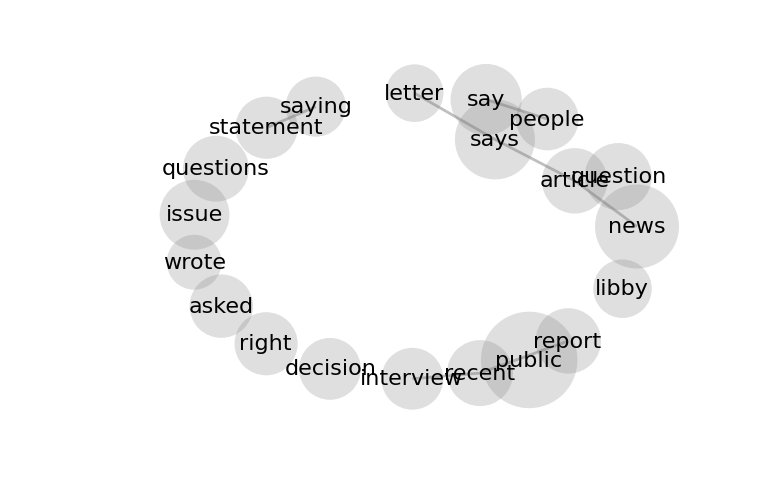 letter
say
saying
people
statement
says
questions
question
article
issue
news
wrote
libby
asked
report
right
public
decision
recent
interview